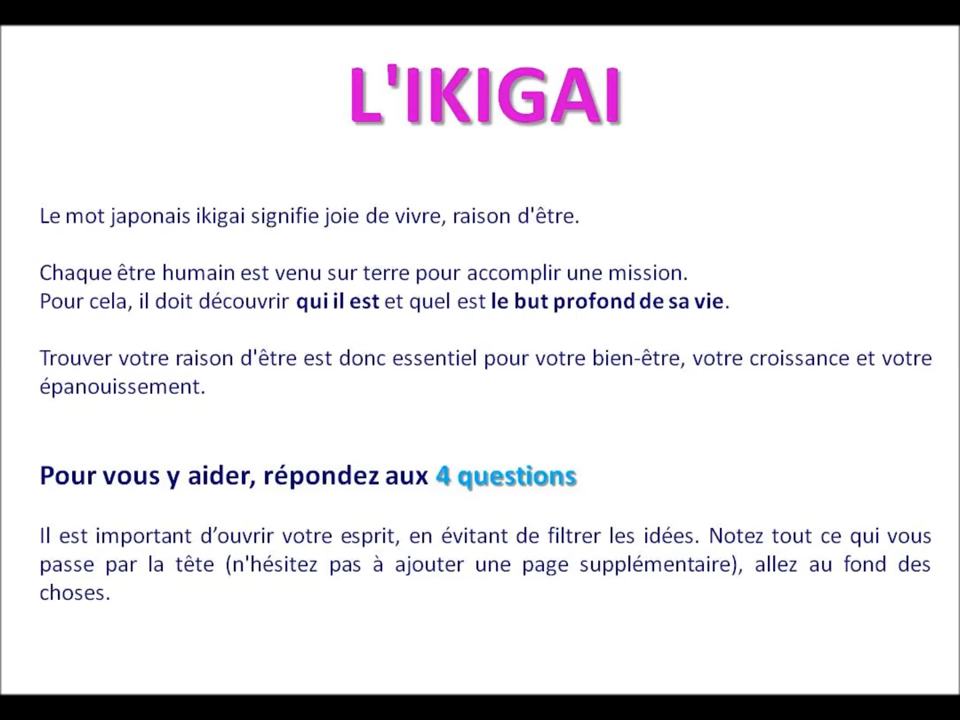 L'IKIGAI
Le mot japonais ikigai signifie joie de vivre, raison d'être.
Chaque être humain est venu sur terre pour accomplir une mission.
Pour cela, il doit découvrir qui il est et quel est le but profond de sa vie.
Trouver votre raison d'être est donc essentiel pour votre bien-être, votre croissance et votre
épanouissement.
Pour vous y aider, répondez aux 4 questions
Il est important d’ouvrir votre esprit, en évitant de filtrer les idées. Notez tout ce qui vous
passe par la tête (n'hésitez pas à ajouter une page supplémentaire), allez au fond des
choses.